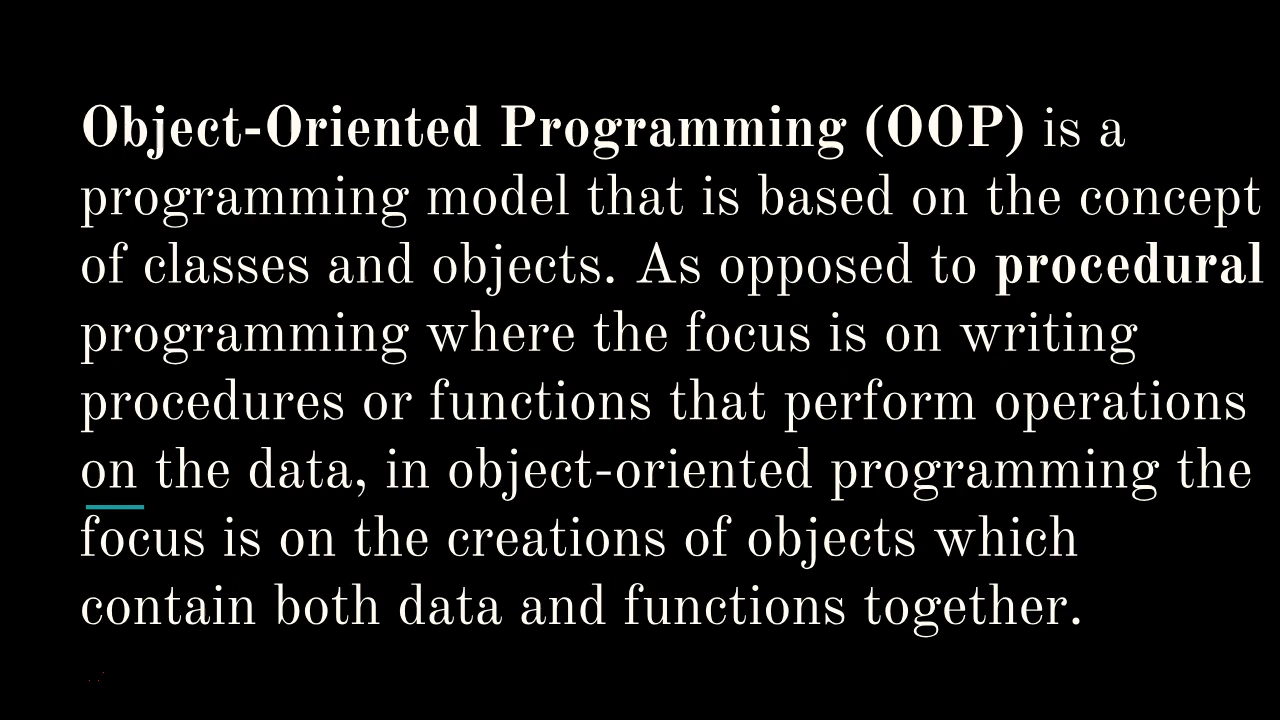 Object-Oriented Programming (OOP) is a
programming model that is based on the concept
of classes and objects. As opposed to procedural
programming where the focus is on writing
procedures or functions that perform operations
on the data, in object-oriented programming the
focus is on the creations of objects which
contain both data and functions together.